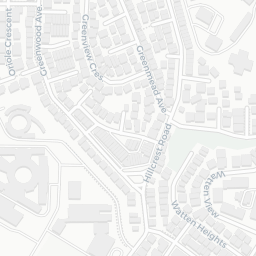 Oriole Crescent
Greenwood Ave
Greenview Cres
Greenmead Ave
Hillcrest Road
Watten View
Watten Heights